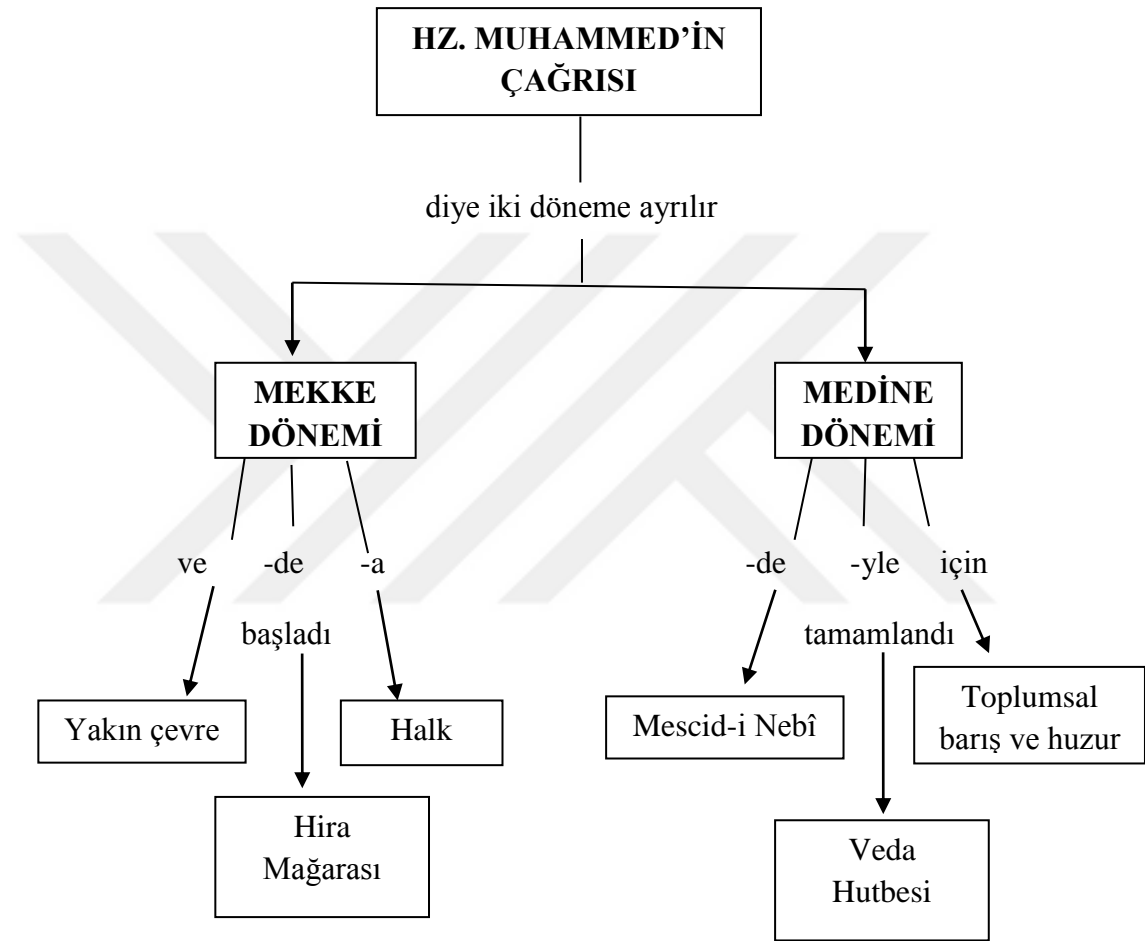 HZ. MUHAMMED’İN
ÇAĞRISI
diye iki döneme ayrılır
MEKKE
DÖNEMİ
MEDİNE
DÖNEMİ
ve -de -a
-de -yle için
başladı
tamamlandı
Yakın çevre
Halk
Mescid-i Nebî
Toplumsal
barış ve huzur
Hira
Mağarası
Veda
Hutbesi